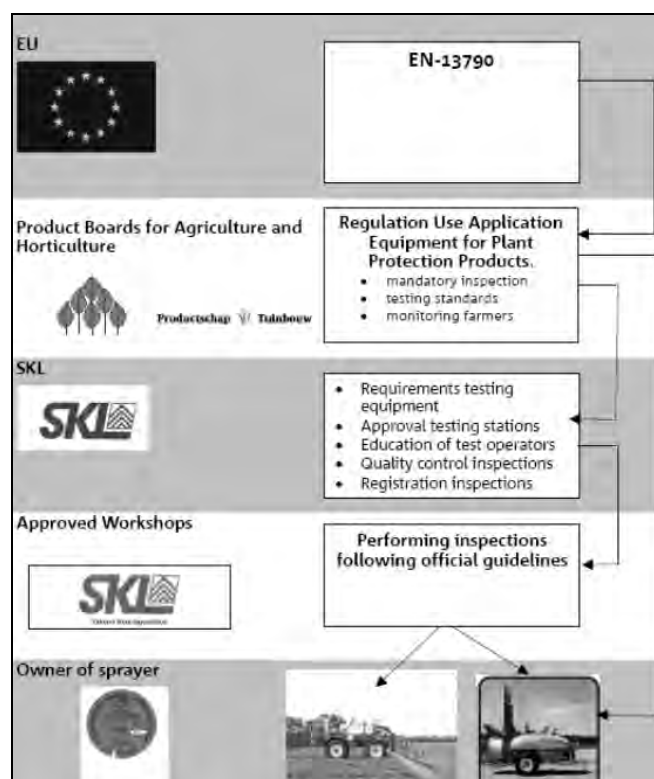 EU
EN-13790
Product Boards for Agriculture and
Horticulture
Productschap Tuinbouw
Regulation Use Application
Equipment for Plant
Protection Products.
• mandatory inspection
• testing standards
• monitoring farmers
SKL
SKL
• Requirements testing
equipment
• Approval testing stations
• Education of test operators
• Quality control inspections
• Registration inspections
Approved Workshops
SKL
Performing inspections
following official guidelines
Owner of sprayer